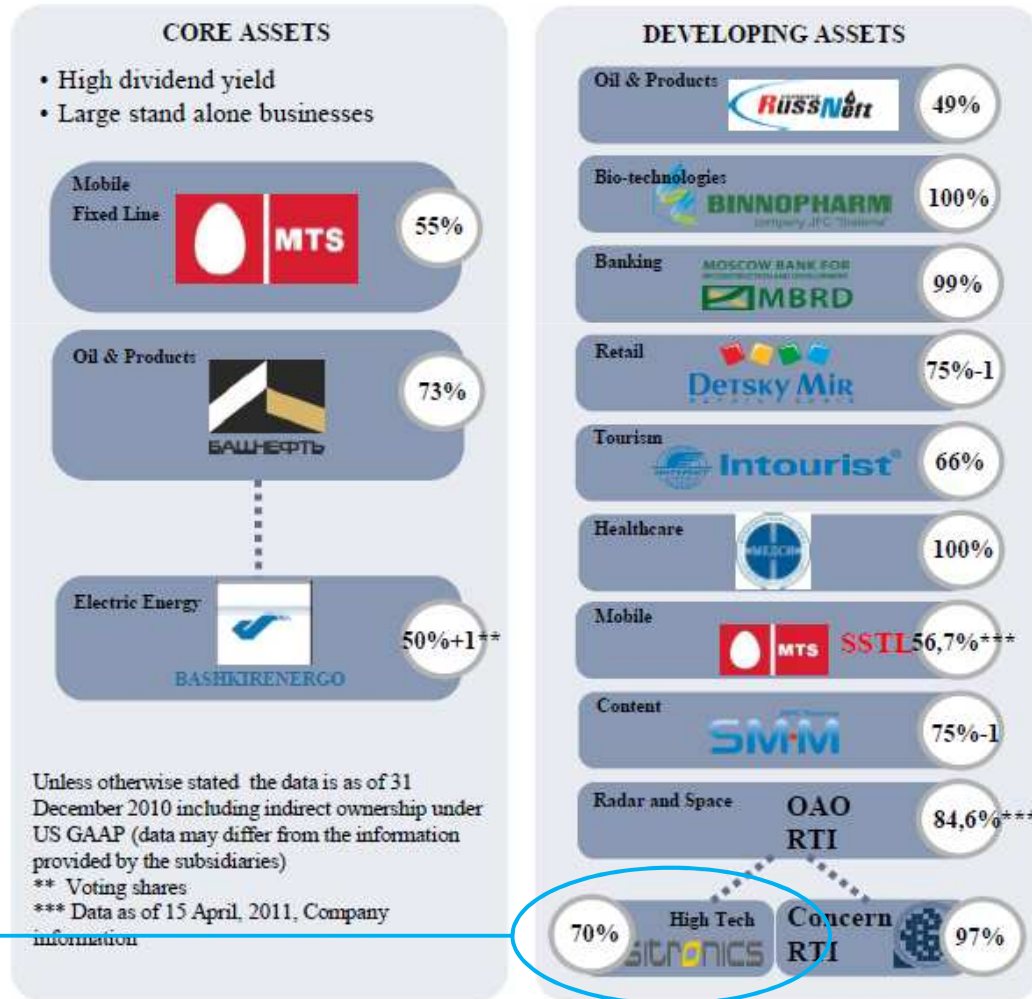 CORE ASSETS
• High dividend yield
• Large stand alone businesses
Mobile
Fixed Line
MTS
55%
Oil & Products
БАШНЕФТЬ
73%
Electric Energy
BASHKIRENERGO
50%+1**
Unless otherwise stated the data is as of 31
December 2010 including indirect ownership under
US GAAP (data may differ from the information
provided by the subsidiaries)
** Voting shares
*** Data as of 15 April, 2011, Company
information
DEVELOPING ASSETS
Oil & Products
RussNeft
49%
Bio-technologies
BINNOPHARM
100%
Banking
MOSCOW BANK FOR
MBRD
99%
Retail
DETSKY MIR
75%-1
Tourism
Intourist®
66%
Healthcare
100%
Mobile
MTS
SSTL 56,7%***
Content
SMM
75%-1
Radar and Space
OAO
RTI
84,6%***
70%
High Tech
sitronics
Concern
RTI
97%